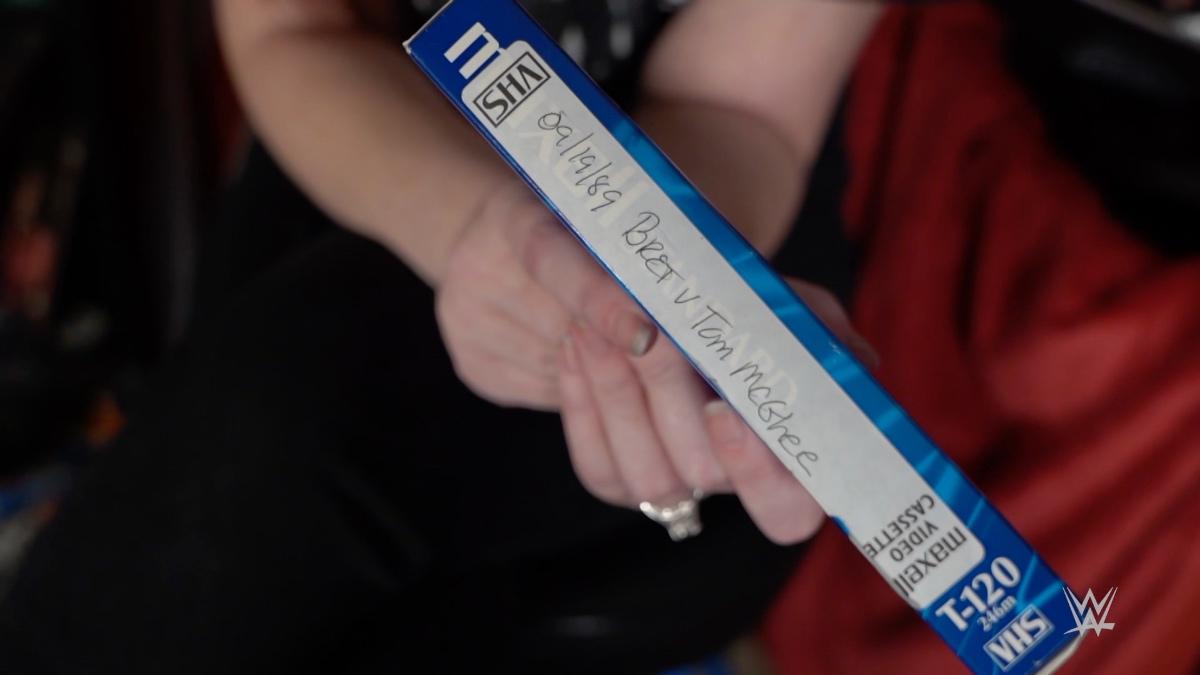 m
VHS
09/19/89 BRET v Tom McGhee
maxell
VIDEO
CASSETTE
T-120
246m
VHS
W